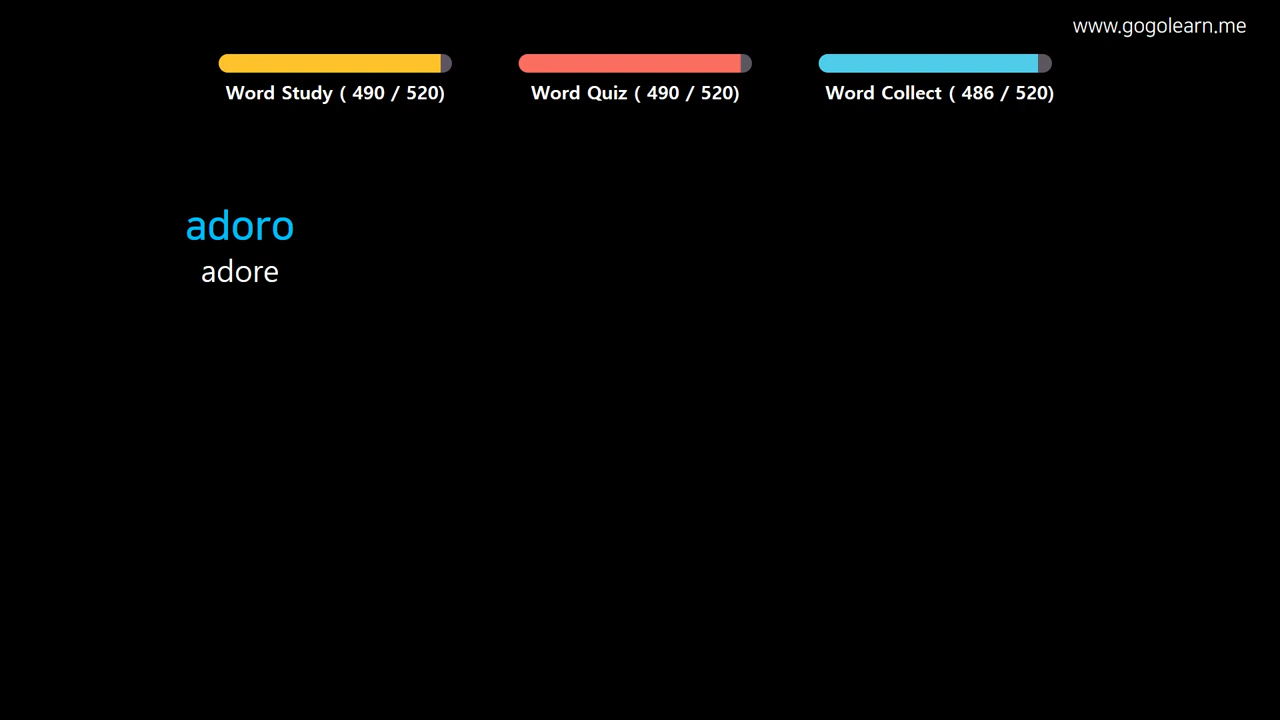 www.gogolearn.me
Word Study ( 490 / 520)
Word Quiz ( 490 / 520)
Word Collect ( 486 / 520)
adoro
adore